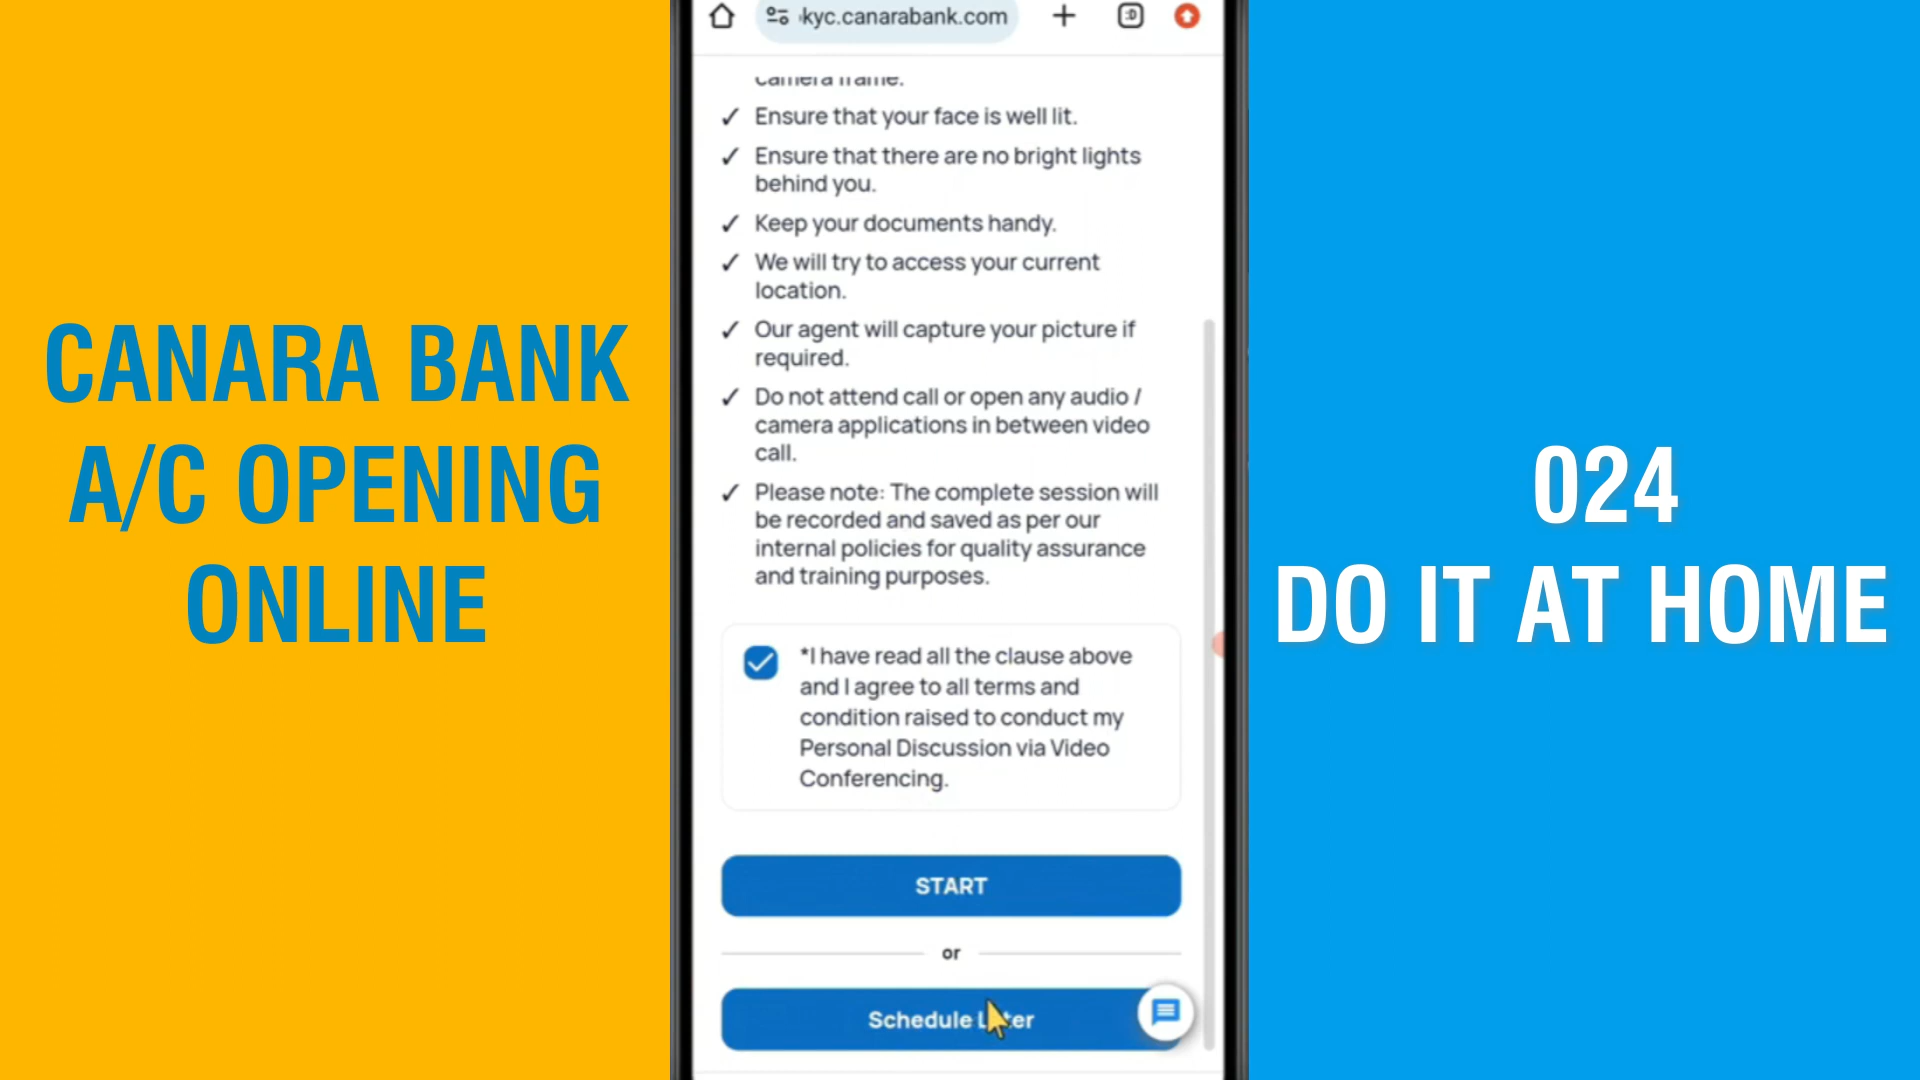 kyc.canarabank.com
:D
camera frame.
✓ Ensure that your face is well lit.
✓ Ensure that there are no bright lights
behind you.
✓ Keep your documents handy.
✓ We will try to access your current
location.
✓ Our agent will capture your picture if
required.
✓ Do not attend call or open any audio /
camera applications in between video
call.
✓ Please note: The complete session will
be recorded and saved as per our
internal policies for quality assurance
and training purposes.
*I have read all the clause above
and I agree to all terms and
condition raised to conduct my
Personal Discussion via Video
Conferencing.
START
or
Schedule Later
CANARA BANK
A/C OPENING
ONLINE
024
DO IT AT HOME